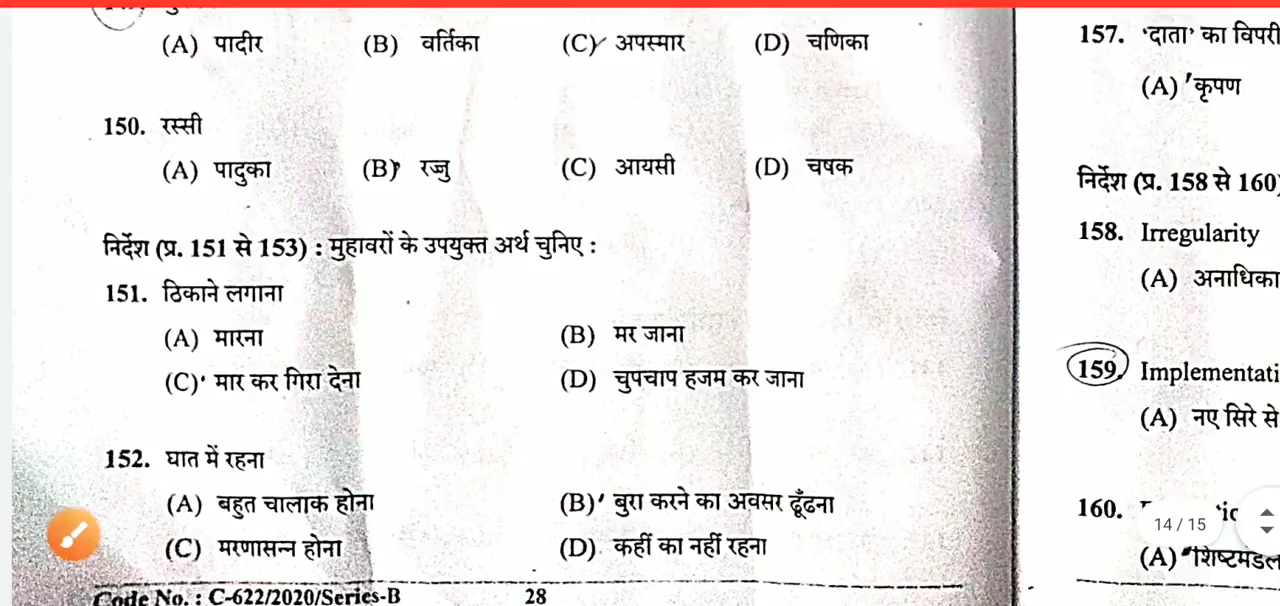 (A) पादीर (B) वर्तिका (C) अपस्मार (D) चणिका
150. रस्सी
(A) पादुका (B) रज्जु (C) आयसी (D) चषक
निर्देश (प्र. 151 से 153) : मुहावरों के उपयुक्त अर्थ चुनिए :
151. ठिकाने लगाना
(A) मारना (B) मर जाना
(C) मार कर गिरा देना (D) चुपचाप हजम कर जाना
152. घात में रहना
(A) बहुत चालाक होना (B) बुरा करने का अवसर ढूँढना
(C) मरणासन्न होना (D) कहीं का नहीं रहना
Code No. : C-622/2020/Series-B 28
157. 'दाता' का विपरी
(A) कृपण
निर्देश (प्र. 158 से 160)
158. Irregularity
(A) अनाधिका
159. Implementati
(A) नए सिरे से
160.
14 / 15
(A) शिष्टमंडल